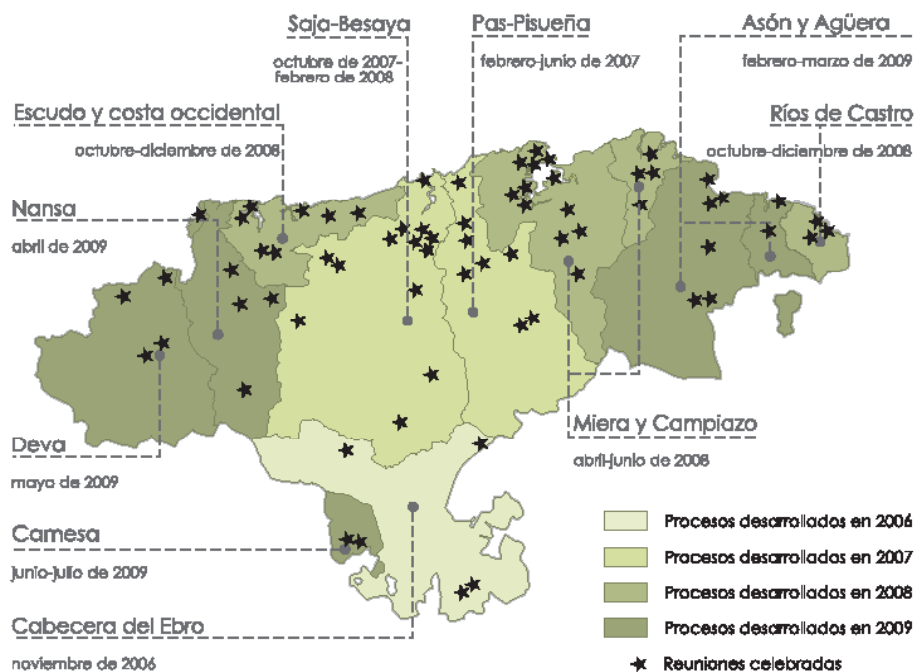 Saja-Besaya
octubre de 2007-
febrero de 2008
Pas-Pisueña
febrero-junio de 2007
Asón y Agüera
febrero-marzo de 2009
Escudo y costa occidental
octubre-diciembre de 2008
Ríos de Castro
octubre-diciembre de 2008
Nansa
abril de 2009
Deva
mayo de 2009
Miera y Campiazo
abril-junio de 2008
Camesa
junio-julio de 2009
Cabecera del Ebro
noviembre de 2006
Procesos desarrollados en 2006
Procesos desarrollados en 2007
Procesos desarrollados en 2008
Procesos desarrollados en 2009
Reuniones celebradas